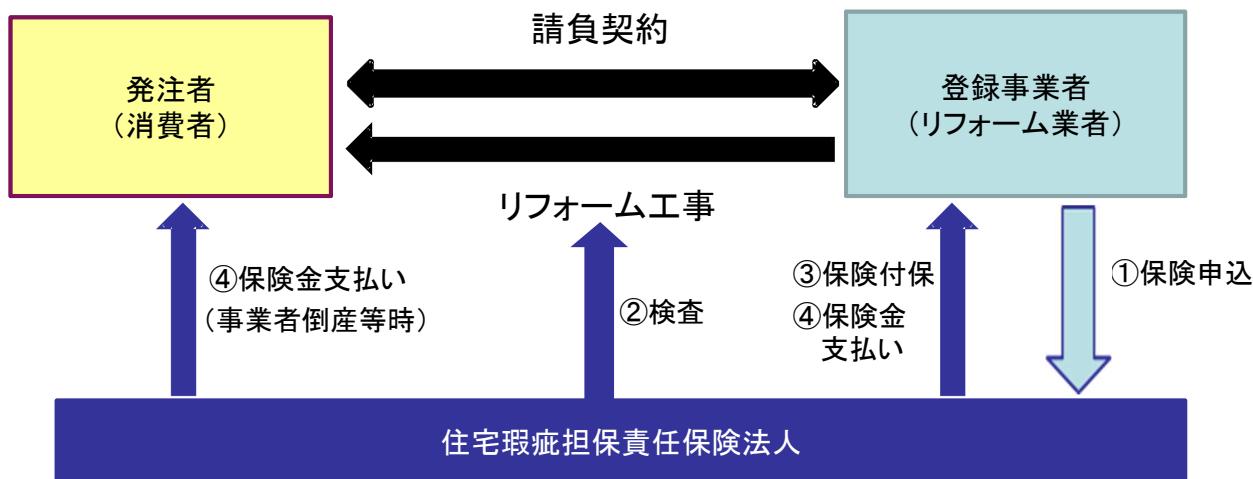 請負契約
発注者
（消費者）
登録事業者
（リフォーム業者）
リフォーム工事
④保険金支払い
（事業者倒産等時）
②検査
③保険付保
④保険金
支払い
①保険申込
住宅瑕疵担保責任保険法人